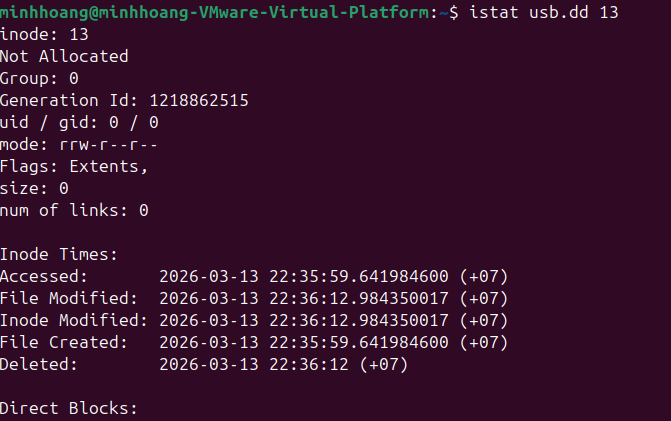 minhhoang@minhhoang-VMware-Virtual-Platform:~$ istat usb.dd 13
inode: 13
Not Allocated
Group: 0
Generation Id: 1218862515
uid / gid: 0 / 0
mode: rrw-r--r--
Flags: Extents,
size: 0
num of links: 0

Inode Times:
Accessed:       2026-03-13 22:35:59.641984600 (+07)
File Modified:  2026-03-13 22:36:12.984350017 (+07)
Inode Modified: 2026-03-13 22:36:12.984350017 (+07)
File Created:   2026-03-13 22:35:59.641984600 (+07)
Deleted:        2026-03-13 22:36:12 (+07)

Direct Blocks: